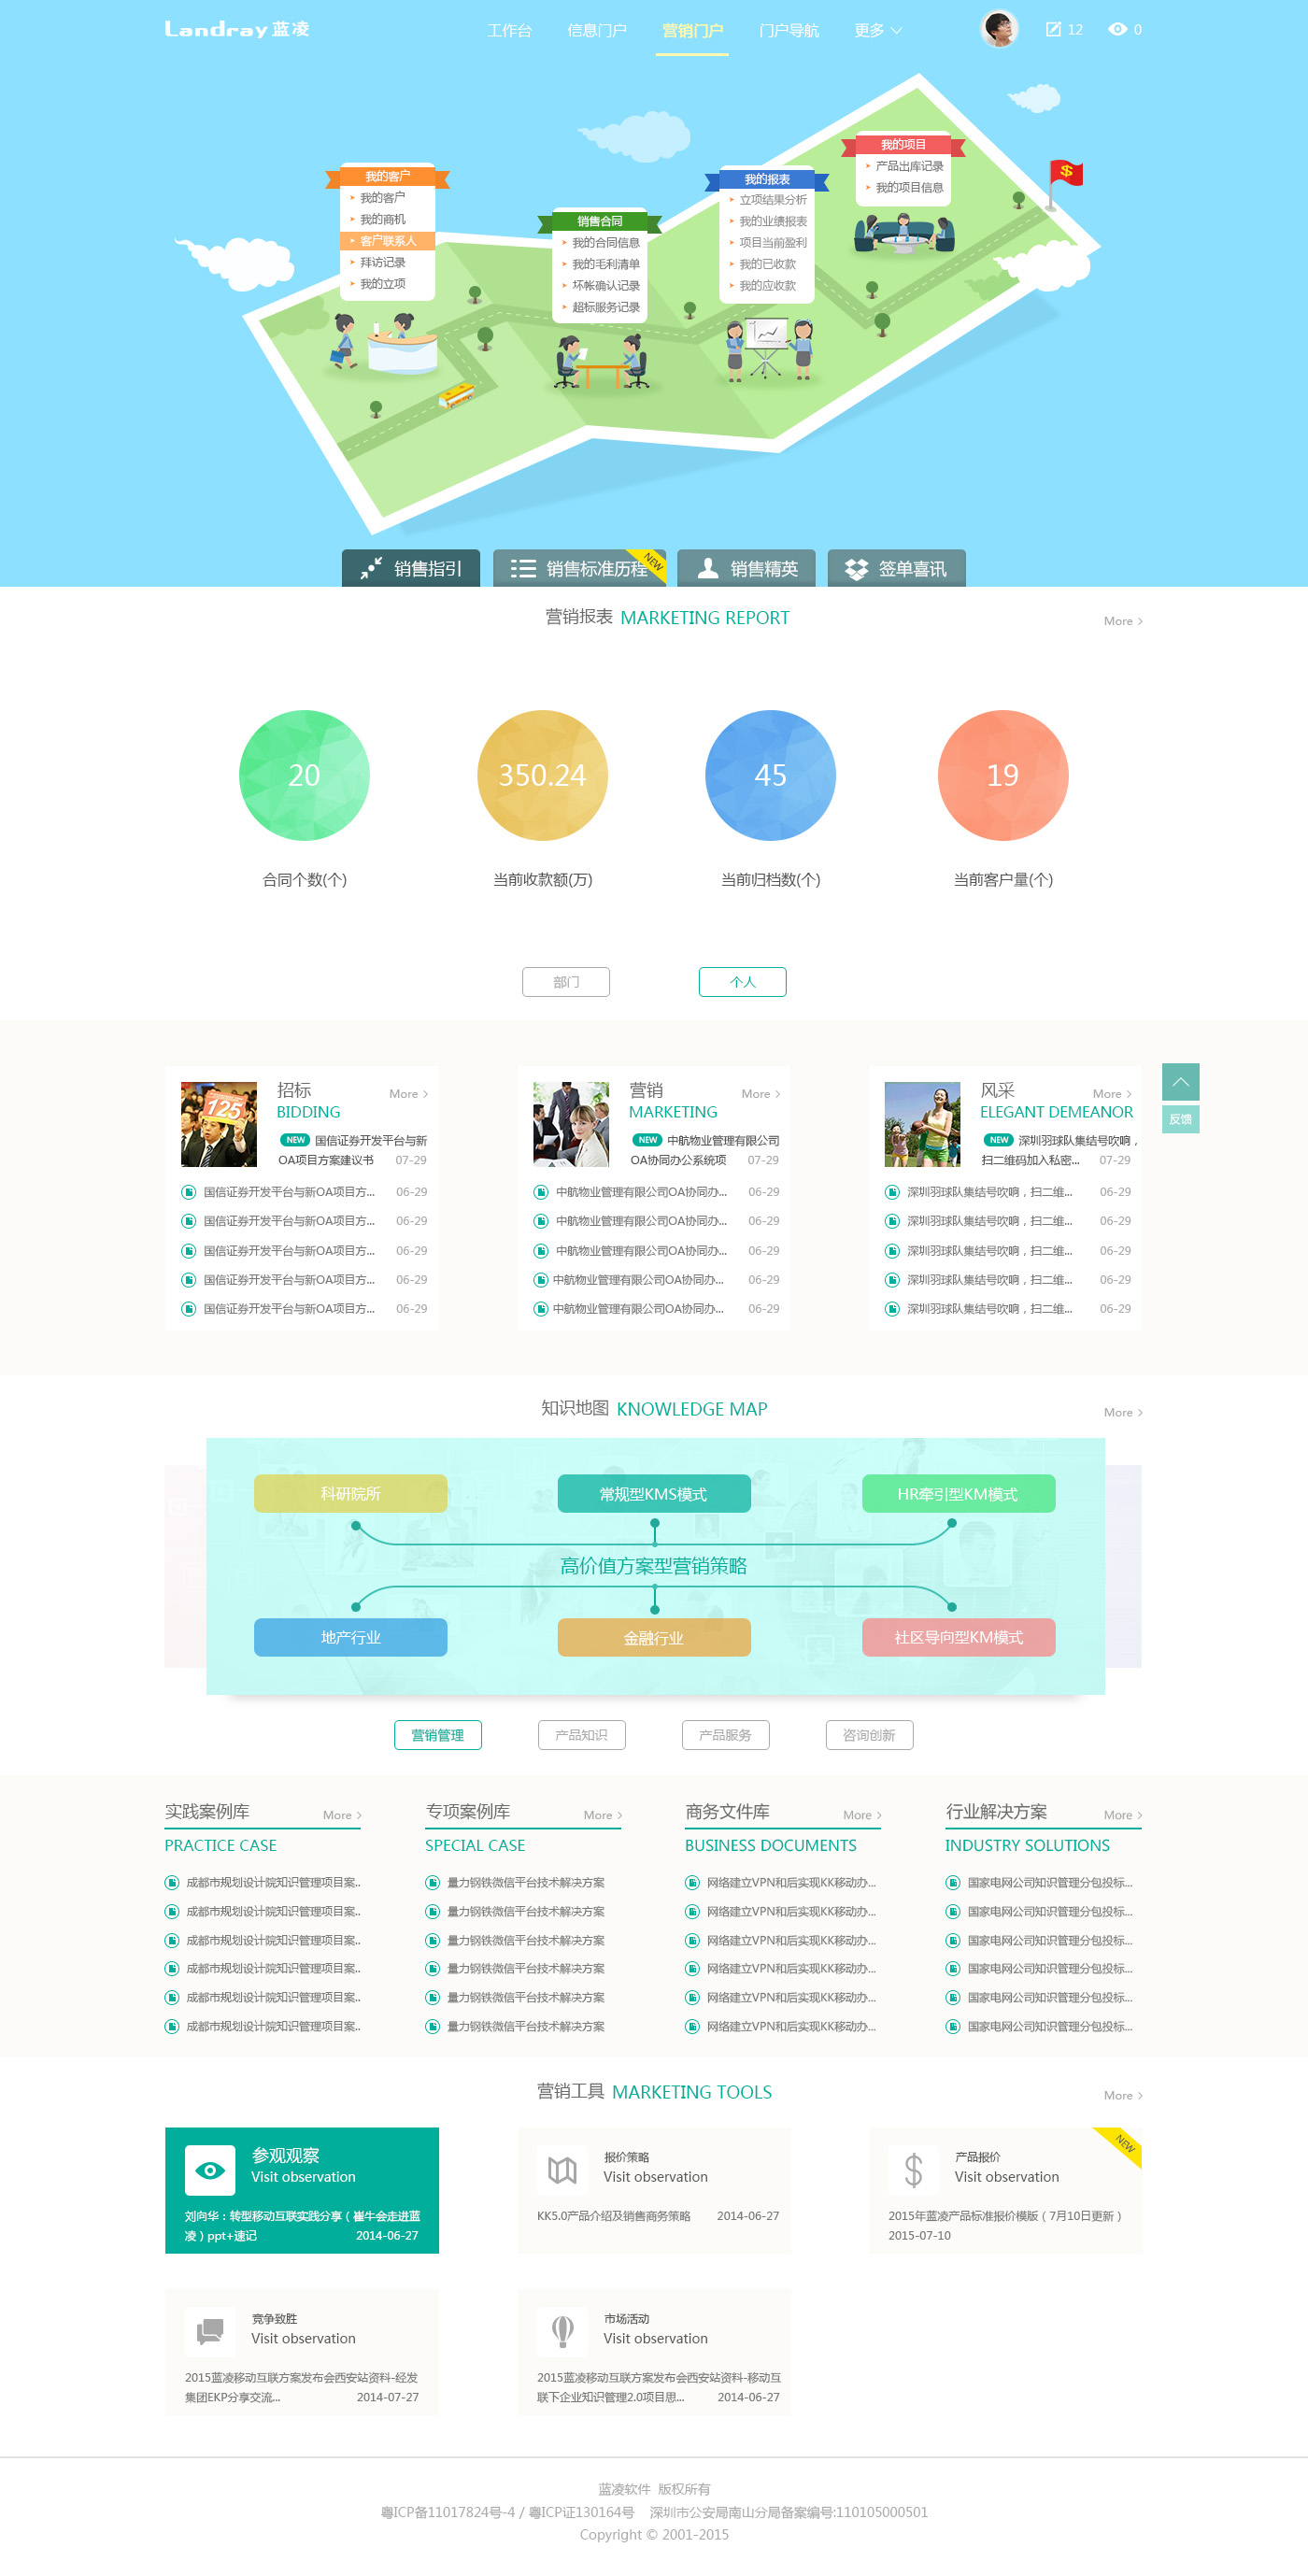 Landray 蓝凌
工作台 信息门户 营销门户 门户导航 更多 12 0
我的客户
我的客户
我的商机
客户联系人
拜访记录
我的立项
销售合同
我的合同信息
我的毛利清单
坏帐确认记录
超标服务记录
我的报表
立项结果分析
我的业绩报表
项目当前盈利
我的已收款
我的应收款
我的项目
产品出库记录
我的项目信息
$
销售指引 销售标准历程 NEW 销售精英 签单喜讯
营销报表 MARKETING REPORT More >
20 350.24 45 19
合同个数(个) 当前收款额(万) 当前归档数(个) 当前客户量(个)
部门 个人
反馈
125
招标 More >
BIDDING
NEW 国信证券开发平台与新
OA项目方案建议书 07-29
国信证券开发平台与新OA项目方... 06-29
国信证券开发平台与新OA项目方... 06-29
国信证券开发平台与新OA项目方... 06-29
国信证券开发平台与新OA项目方... 06-29
国信证券开发平台与新OA项目方... 06-29
营销 More >
MARKETING
NEW 中航物业管理有限公司
OA协同办公系统项 07-29
中航物业管理有限公司OA协同办... 06-29
中航物业管理有限公司OA协同办... 06-29
中航物业管理有限公司OA协同办... 06-29
中航物业管理有限公司OA协同办... 06-29
中航物业管理有限公司OA协同办... 06-29
风采 More >
ELEGANT DEMEANOR
NEW 深圳羽球队集结号吹响，
扫二维码加入私密... 07-29
深圳羽球队集结号吹响，扫二维... 06-29
深圳羽球队集结号吹响，扫二维... 06-29
深圳羽球队集结号吹响，扫二维... 06-29
深圳羽球队集结号吹响，扫二维... 06-29
深圳羽球队集结号吹响，扫二维... 06-29
知识地图 KNOWLEDGE MAP More >
科研院所 常规型KMS模式 HR牵引型KM模式
高价值方案型营销策略
地产行业 金融行业 社区导向型KM模式
营销管理 产品知识 产品服务 咨询创新
实践案例库 More >
PRACTICE CASE
成都市规划设计院知识管理项目案..
成都市规划设计院知识管理项目案..
成都市规划设计院知识管理项目案..
成都市规划设计院知识管理项目案..
成都市规划设计院知识管理项目案..
成都市规划设计院知识管理项目案..
专项案例库 More >
SPECIAL CASE
量力钢铁微信平台技术解决方案
量力钢铁微信平台技术解决方案
量力钢铁微信平台技术解决方案
量力钢铁微信平台技术解决方案
量力钢铁微信平台技术解决方案
量力钢铁微信平台技术解决方案
商务文件库 More >
BUSINESS DOCUMENTS
网络建立VPN和后实现KK移动办...
网络建立VPN和后实现KK移动办...
网络建立VPN和后实现KK移动办...
网络建立VPN和后实现KK移动办...
网络建立VPN和后实现KK移动办...
网络建立VPN和后实现KK移动办...
行业解决方案 More >
INDUSTRY SOLUTIONS
国家电网公司知识管理分包投标...
国家电网公司知识管理分包投标...
国家电网公司知识管理分包投标...
国家电网公司知识管理分包投标...
国家电网公司知识管理分包投标...
国家电网公司知识管理分包投标...
营销工具 MARKETING TOOLS More >
参观观察
Visit observation
刘向华：转型移动互联实践分享（崔牛会走进蓝
凌）ppt+速记 2014-06-27
报价策略
Visit observation
KK5.0产品介绍及销售商务策略 2014-06-27
产品报价 NEW
Visit observation
2015年蓝凌产品标准报价模版（7月10日更新）
2015-07-10
竞争致胜
Visit observation
2015蓝凌移动互联方案发布会西安站资料-经发
集团EKP分享交流... 2014-07-27
市场活动
Visit observation
2015蓝凌移动互联方案发布会西安站资料-移动互
联下企业知识管理2.0项目思... 2014-06-27
蓝凌软件 版权所有
粤ICP备11017824号-4 / 粤ICP证130164号 深圳市公安局南山分局备案编号:110105000501
Copyright © 2001-2015